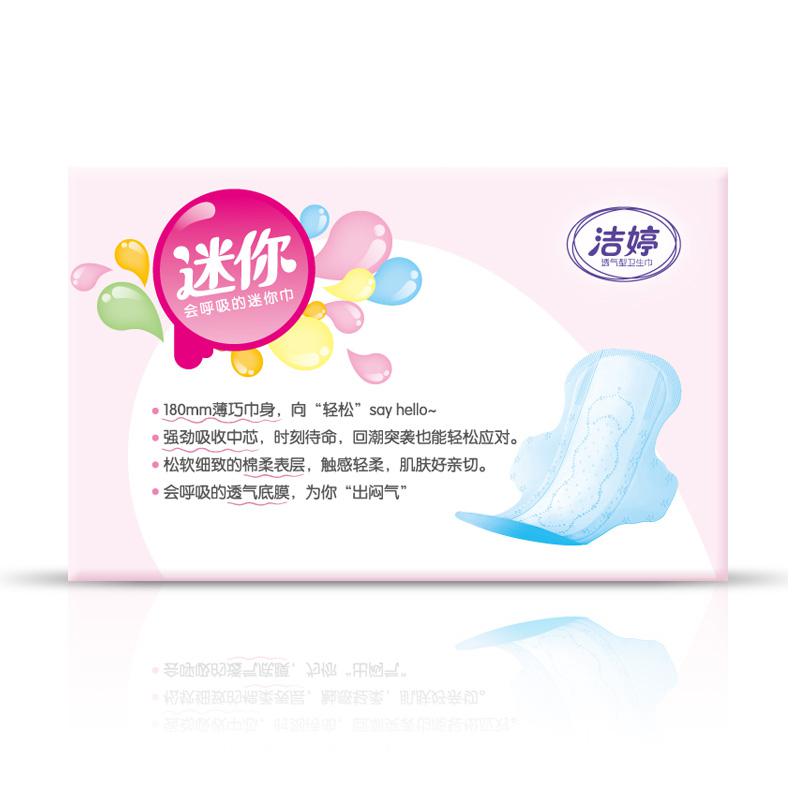 迷你
会呼吸的迷你巾
洁婷
透气型卫生巾
180mm薄巧巾身，向“轻松”say hello~
强劲吸收中芯，时刻待命，回潮突袭也能轻松应对。
松软细致的棉柔表层，触感轻柔，肌肤好亲切。
会呼吸的透气底膜，为你“出闷气”